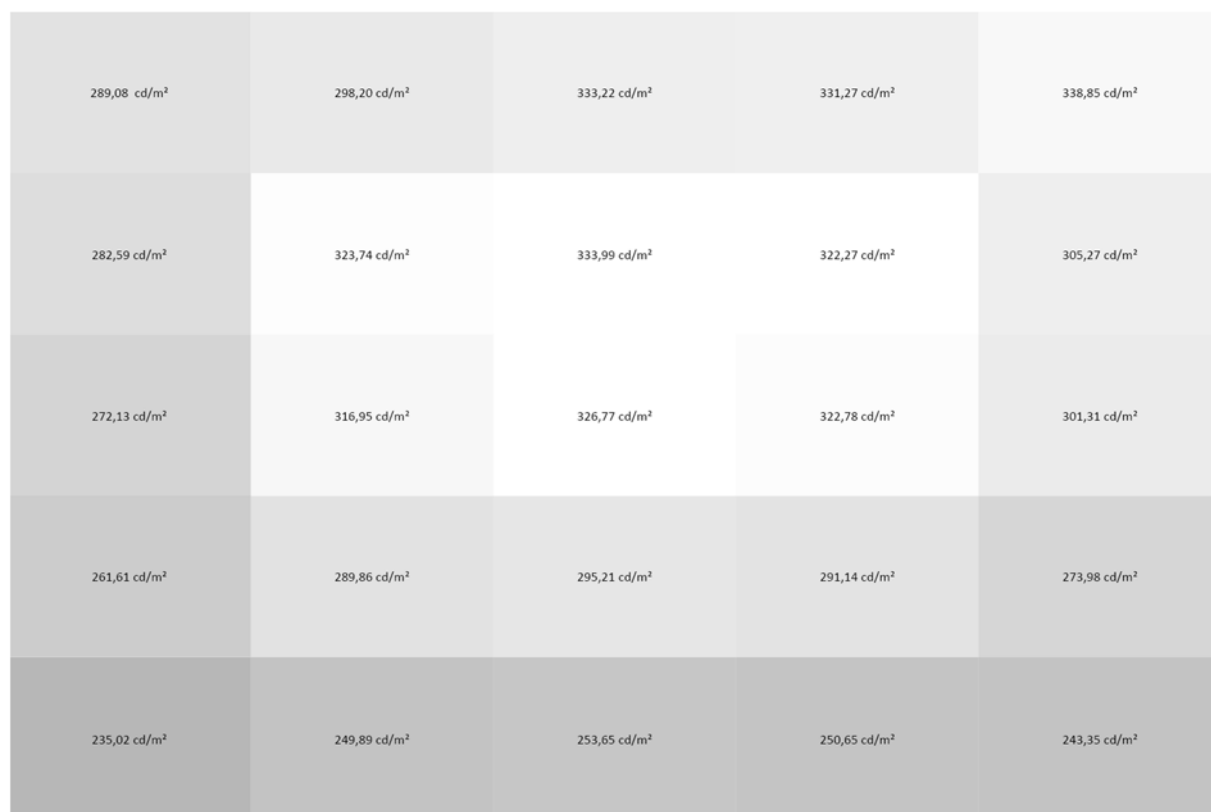 289,08 cd/m² 298,20 cd/m² 333,22 cd/m² 331,27 cd/m² 338,85 cd/m²
282,59 cd/m² 323,74 cd/m² 333,99 cd/m² 322,27 cd/m² 305,27 cd/m²
272,13 cd/m² 316,95 cd/m² 326,77 cd/m² 322,78 cd/m² 301,31 cd/m²
261,61 cd/m² 289,86 cd/m² 295,21 cd/m² 291,14 cd/m² 273,98 cd/m²
235,02 cd/m² 249,89 cd/m² 253,65 cd/m² 250,65 cd/m² 243,35 cd/m²